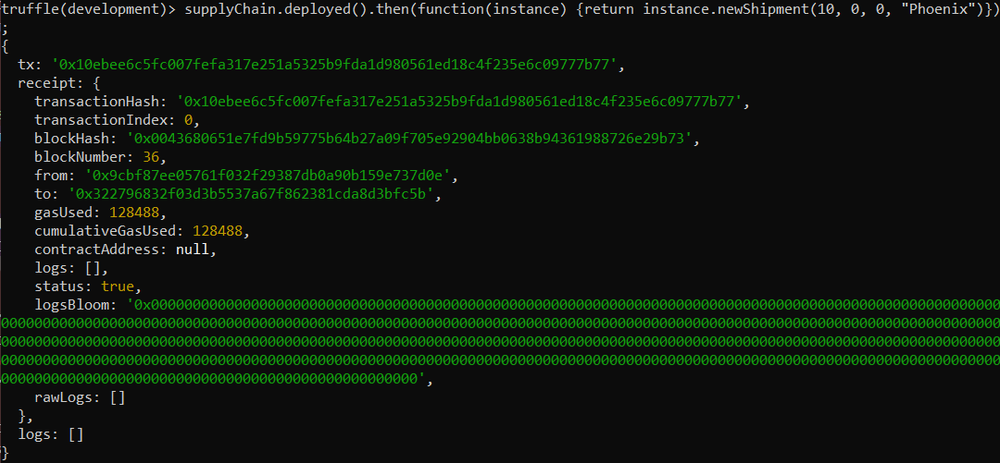 truffle(development)> supplyChain.deployed().then(function(instance) {return instance.newShipment(10, 0, 0, "Phoenix")})
;
{
  tx: '0x10ebee6c5fc007fefa317e251a5325b9fda1d980561ed18c4f235e6c09777b77',
  receipt: {
    transactionHash: '0x10ebee6c5fc007fefa317e251a5325b9fda1d980561ed18c4f235e6c09777b77',
    transactionIndex: 0,
    blockHash: '0x0043680651e7fd9b59775b64b27a09f705e92904bb0638b94361988726e29b73',
    blockNumber: 36,
    from: '0x9cbf87ee05761f032f29387db0a90b159e737d0e',
    to: '0x322796832f03d3b5537a67f862381cda8d3bfc5b',
    gasUsed: 128488,
    cumulativeGasUsed: 128488,
    contractAddress: null,
    logs: [],
    status: true,
    logsBloom: '0x000000000000000000000000000000000000000000000000000000000000000000000000000000000000000000000000000000
000000000000000000000000000000000000000000000000000000000000000000000000000000000000000000000000000000000000000000000000
000000000000000000000000000000000000000000000000000000000000000000000000000000000000000000000000000000000000000000000000
000000000000000000000000000000000000000000000000000000000000000000000000000000000000000000000000000000000000000000000000
00000000000000000000000000000000000000000000000000',
    rawLogs: []
  },
  logs: []
}